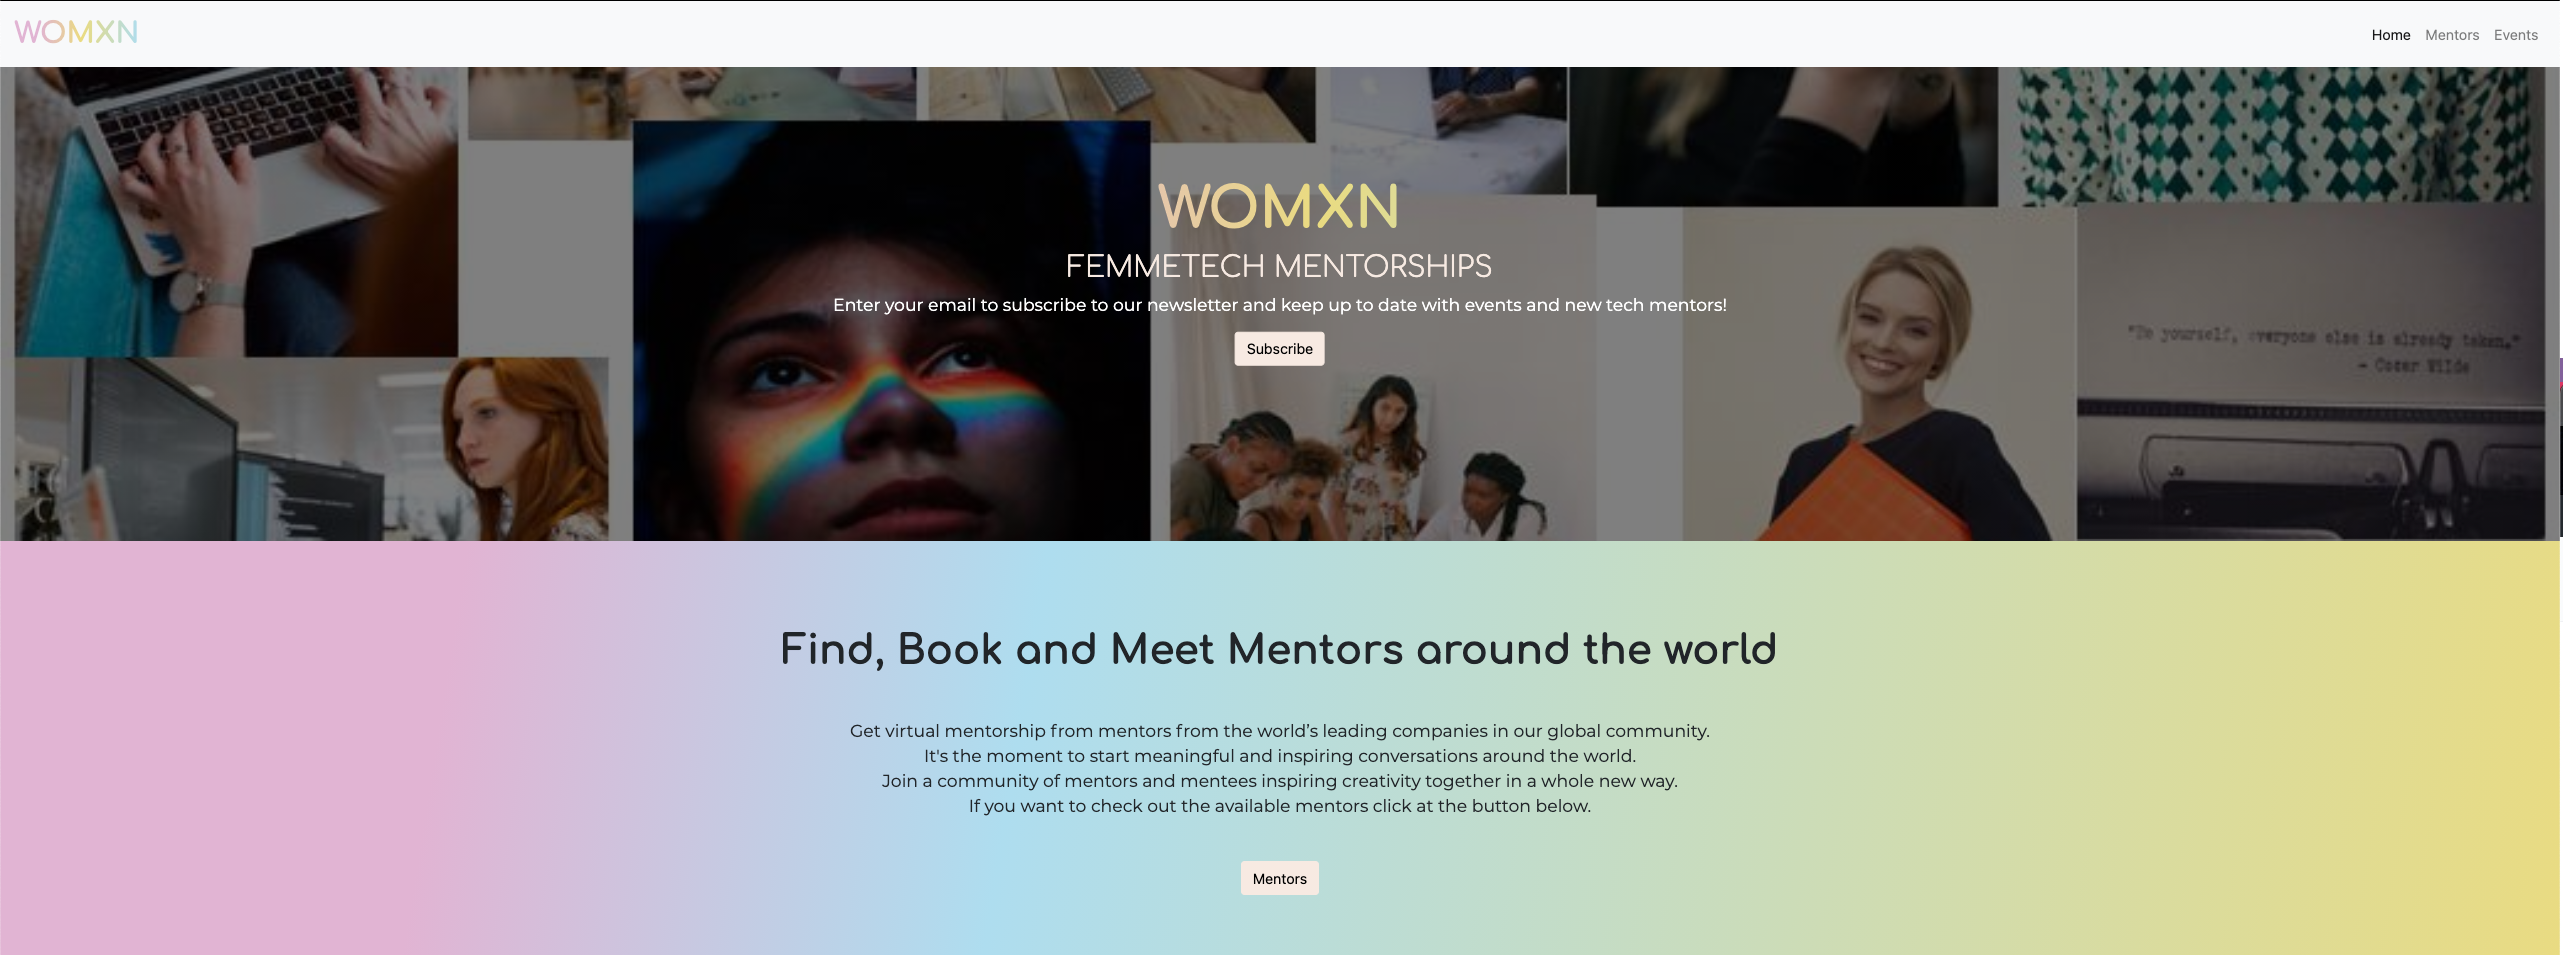 WOMXN
Home Mentors Events
WOMXN
FEMMETECH MENTORSHIPS
Enter your email to subscribe to our newsletter and keep up to date with events and new tech mentors!
Subscribe
"Be yourself, everyone else is already taken."
- Oscar Wilde
Find, Book and Meet Mentors around the world
Get virtual mentorship from mentors from the world’s leading companies in our global community.
It's the moment to start meaningful and inspiring conversations around the world.
Join a community of mentors and mentees inspiring creativity together in a whole new way.
If you want to check out the available mentors click at the button below.
Mentors